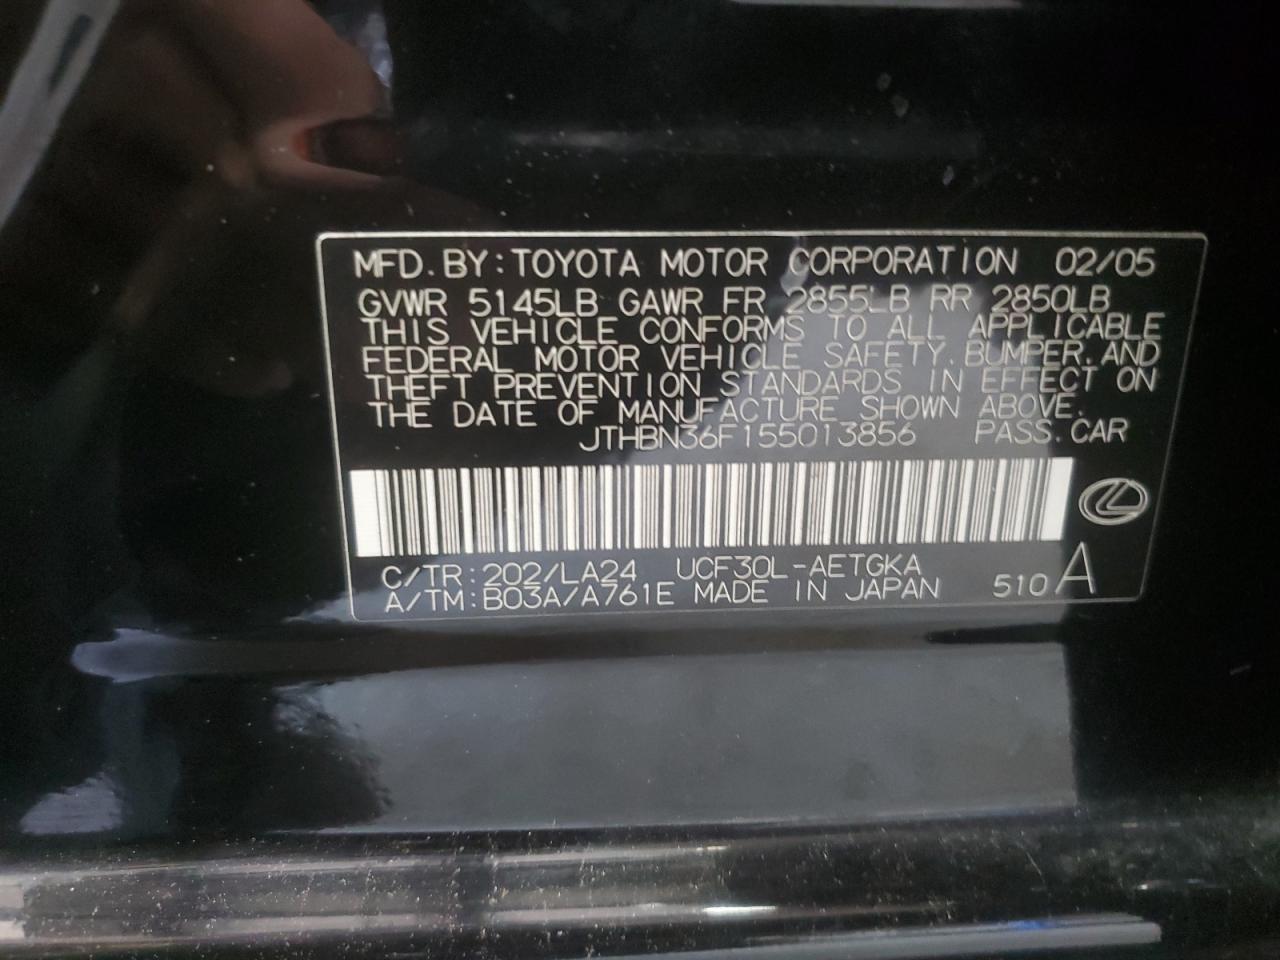 MFD. BY: TOYOTA MOTOR CORPORATION 02/05
GVWR 5145LB GAWR FR 2855LB RR 2850LB
THIS VEHICLE CONFORMS TO ALL APPLICABLE
FEDERAL MOTOR VEHICLE SAFETY, BUMPER, AND
THEFT PREVENTION STANDARDS IN EFFECT ON
THE DATE OF MANUFACTURE SHOWN ABOVE.
JTHBN36F155013856 PASS. CAR
C/TR: 202/LA24 UCF30L-AETGKA
A/TM: B03A/A761E MADE IN JAPAN 510 A